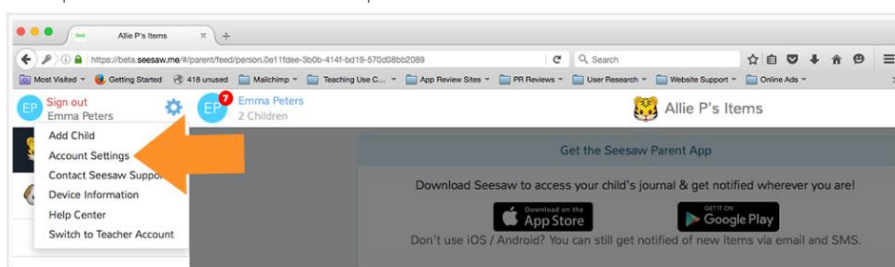 Allie P's Items
https://beta.seesaw.me/#/parent/feed/person.0e11fdee-3b0b-414f-bd19-570d08bb2089
Search
Most Visited
Getting Started
418 unused
Mailchimp
Teaching Use C...
App Review Sites
PR Reviews
User Research
Website Support
Online Ads
EP
Sign out
Emma Peters
EP
7
Emma Peters
2 Children
Allie P's Items
Add Child
Account Settings
Contact Seesaw Suppo
Device Information
Help Center
Switch to Teacher Account
Get the Seesaw Parent App
Download Seesaw to access your child's journal & get notified wherever you are!
Download on the
App Store
GET IT ON
Google Play
Don't use iOS / Android? You can still get notified of new items via email and SMS.